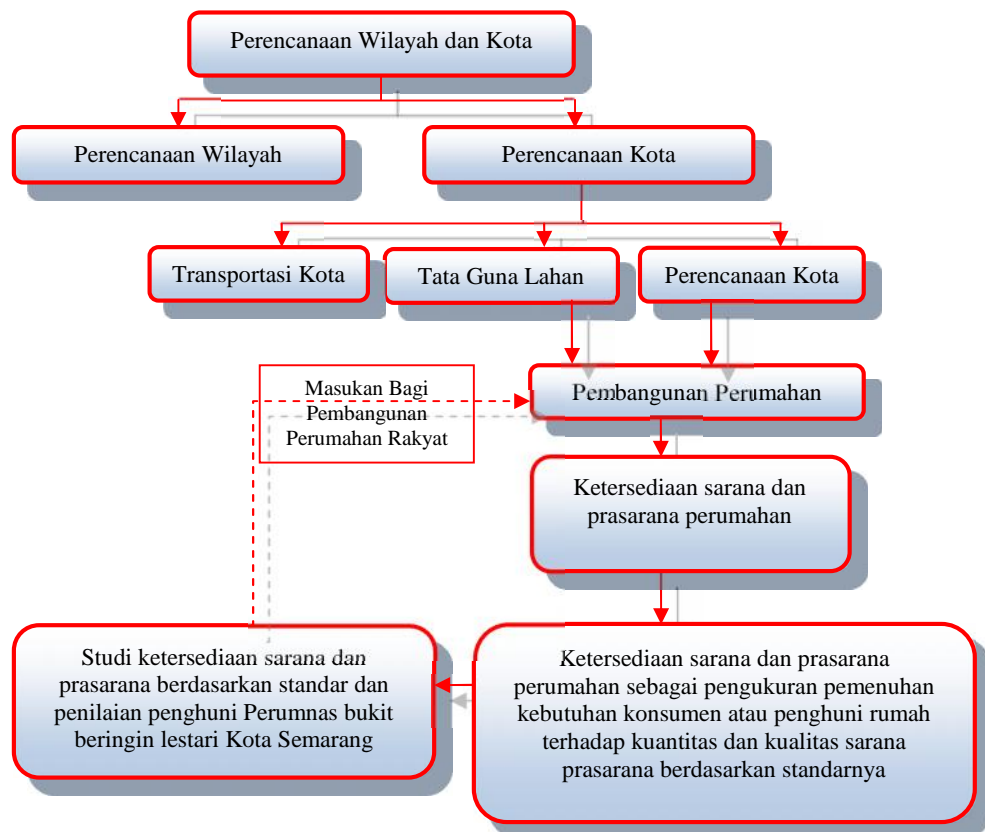 Perencanaan Wilayah dan Kota
Perencanaan Wilayah
Perencanaan Kota
Transportasi Kota
Tata Guna Lahan
Perencanaan Kota
Masukan Bagi
Pembangunan
Perumahan Rakyat
Pembangunan Perumahan
Ketersediaan sarana dan
prasarana perumahan
Studi ketersediaan sarana dan
prasarana berdasarkan standar dan
penilaian penghuni Perumnas bukit
beringin lestari Kota Semarang
Ketersediaan sarana dan prasarana
perumahan sebagai pengukuran pemenuhan
kebutuhan konsumen atau penghuni rumah
terhadap kuantitas dan kualitas sarana
prasarana berdasarkan standarnya